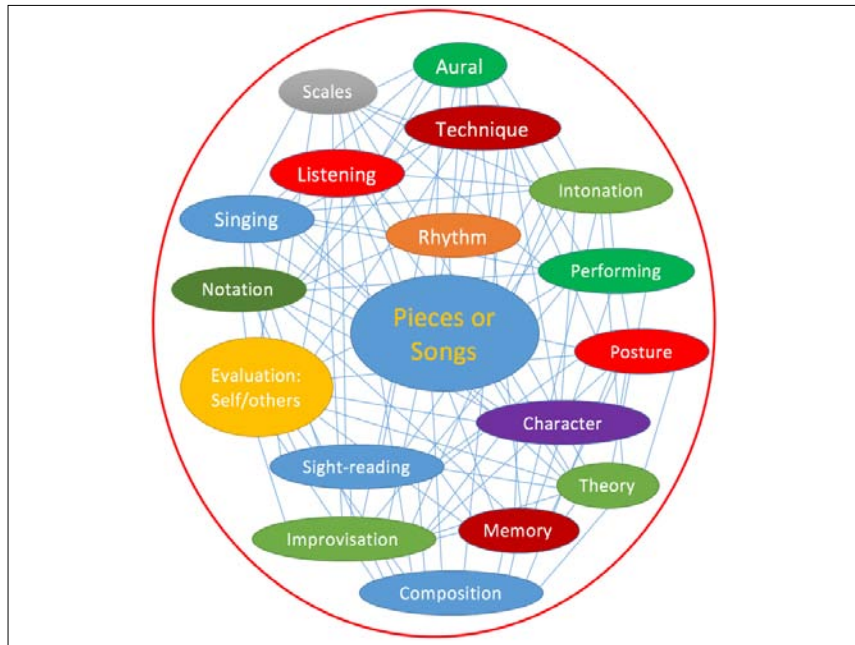 Aural
Scales
Technique
Listening
Intonation
Singing
Rhythm
Performing
Notation
Pieces or
Songs
Posture
Evaluation:
Self/others
Character
Sight-reading
Theory
Memory
Improvisation
Composition